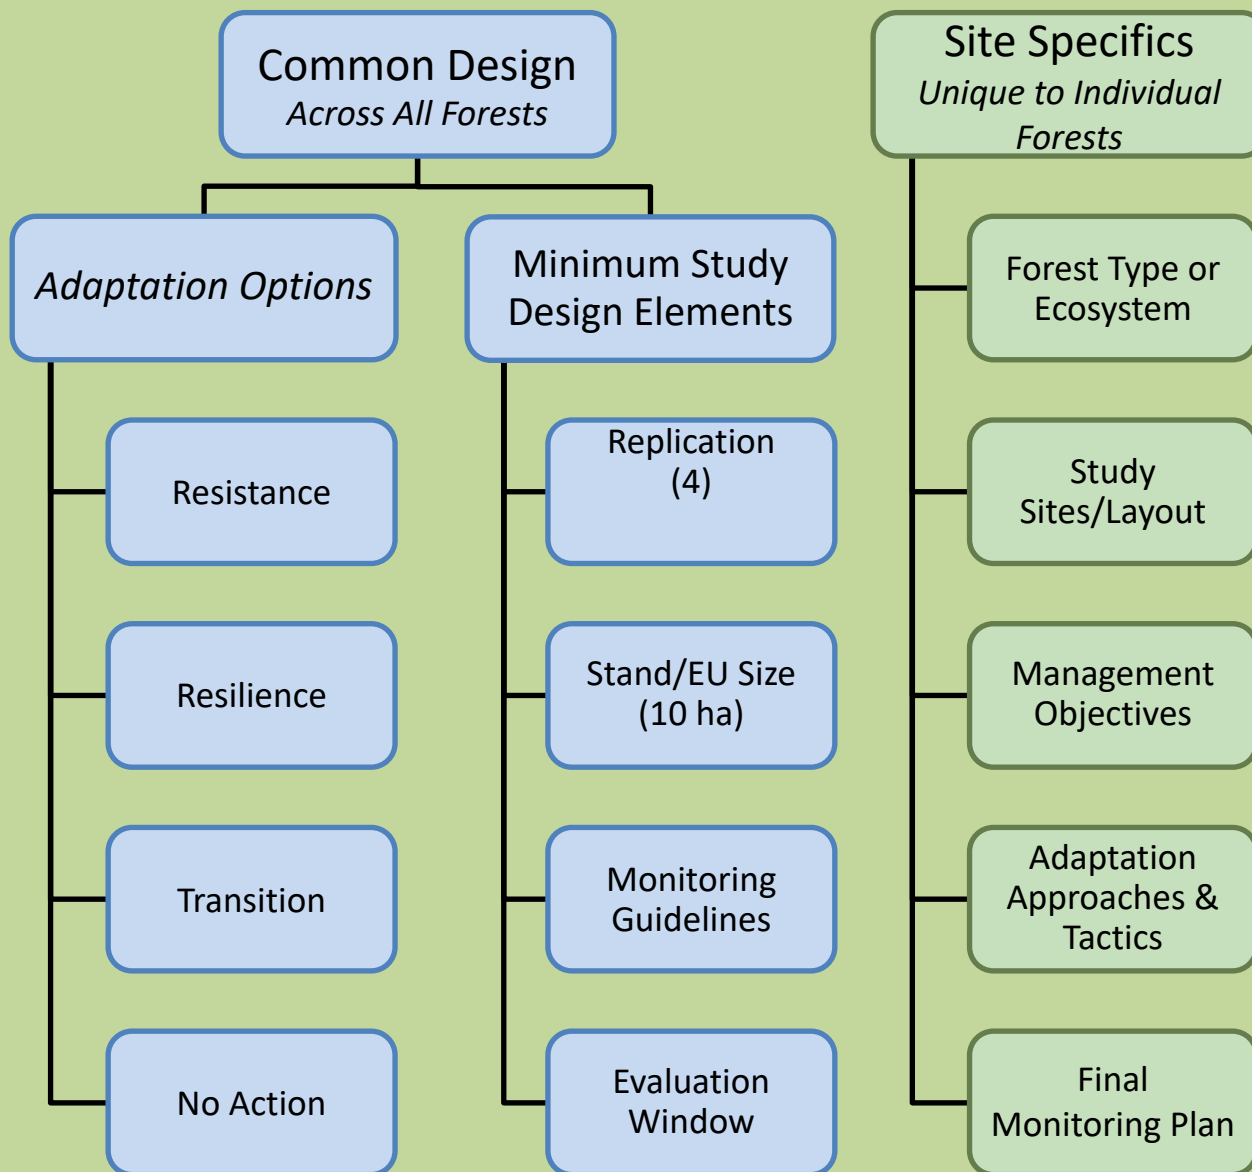 Common Design
Across All Forests
Adaptation Options
Resistance
Resilience
Transition
No Action
Minimum Study
Design Elements
Replication
(4)
Stand/EU Size
(10 ha)
Monitoring
Guidelines
Evaluation
Window
Site Specifics
Unique to Individual
Forests
Forest Type or
Ecosystem
Study
Sites/Layout
Management
Objectives
Adaptation
Approaches &
Tactics
Final
Monitoring Plan